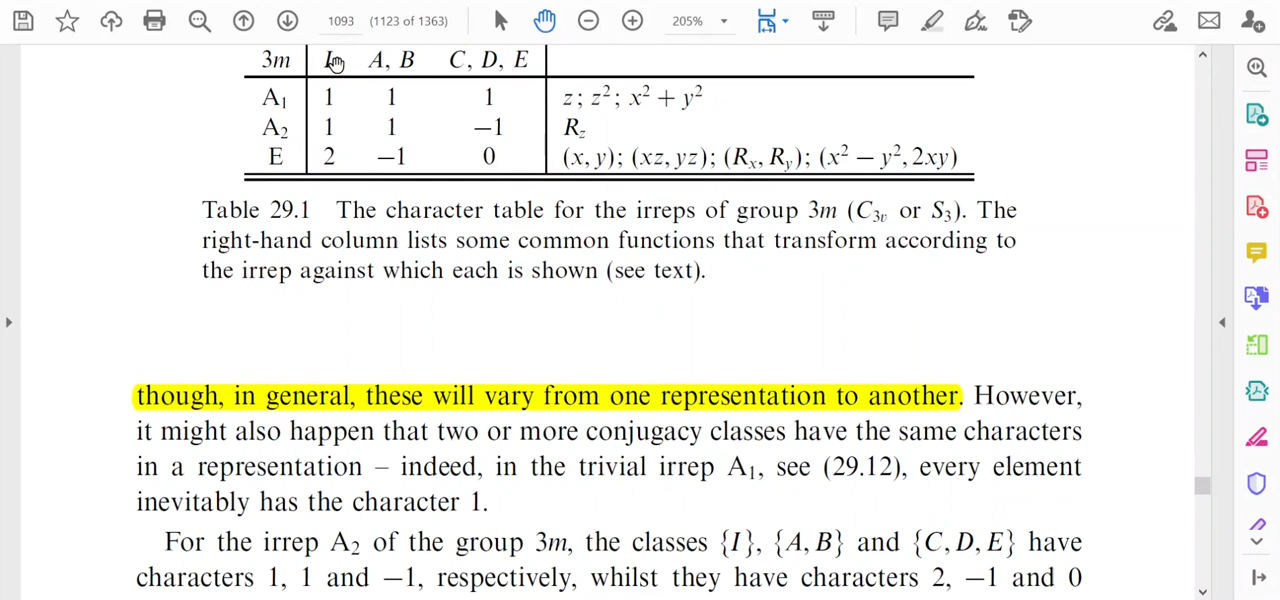 1093 (1123 of 1363) 205%
3m I A, B C, D, E
A₁ 1 1 1 z; z²; x² + y²
A₂ 1 1 −1 R_z
E 2 −1 0 (x, y); (xz, yz); (R_x, R_y); (x² − y², 2xy)
Table 29.1 The character table for the irreps of group 3m (C₃ᵥ or S₃). The
right-hand column lists some common functions that transform according to
the irrep against which each is shown (see text).
though, in general, these will vary from one representation to another. However,
it might also happen that two or more conjugacy classes have the same characters
in a representation – indeed, in the trivial irrep A₁, see (29.12), every element
inevitably has the character 1.
For the irrep A₂ of the group 3m, the classes {I}, {A, B} and {C, D, E} have
characters 1, 1 and −1, respectively, whilst they have characters 2, −1 and 0